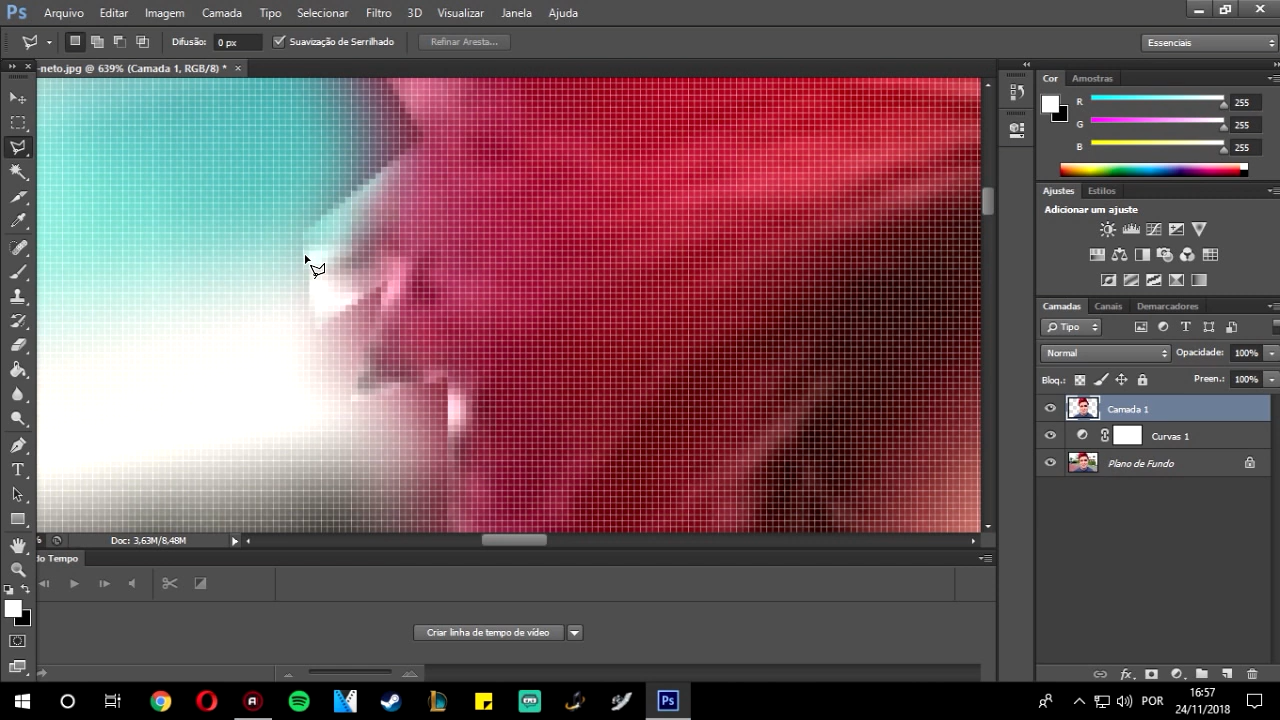 Ps Arquivo Editar Imagem Camada Tipo Selecionar Filtro 3D Visualizar Janela Ajuda
Difusão: 0 px Suavização de Serrilhado Refinar Aresta... Essenciais
-neto.jpg @ 639% (Camada 1, RGB/8) * ×
Cor Amostras
R 255
G 255
B 255
Ajustes Estilos
Adicionar um ajuste
Camadas Canais Demarcadores
Tipo
Normal Opacidade: 100%
Bloq.: Preen.: 100%
Camada 1
Curvas 1
Plano de Fundo
Doc: 3,63M/8,48M
do Tempo
Criar linha de tempo de vídeo
Ps POR 16:57
24/11/2018